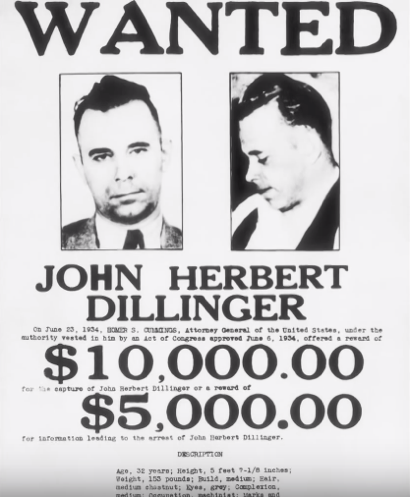 WANTED
JOHN HERBERT
DILLINGER
On June 23, 1934, HOMER S. CUMMINGS, Attorney General of the United States, under the
authority vested in him by an Act of Congress approved June 6, 1934, offered a reward of
$10,000.00
for the capture of John Herbert Dillinger or a reward of
$5,000.00
for information leading to the arrest of John Herbert Dillinger.
DESCRIPTION
Age, 32 years; Height, 5 feet 7-1/8 inches;
Weight, 153 pounds; Build, medium; Hair,
medium chestnut; Eyes, grey; Complexion,
medium; Occupation, machinist; Marks and